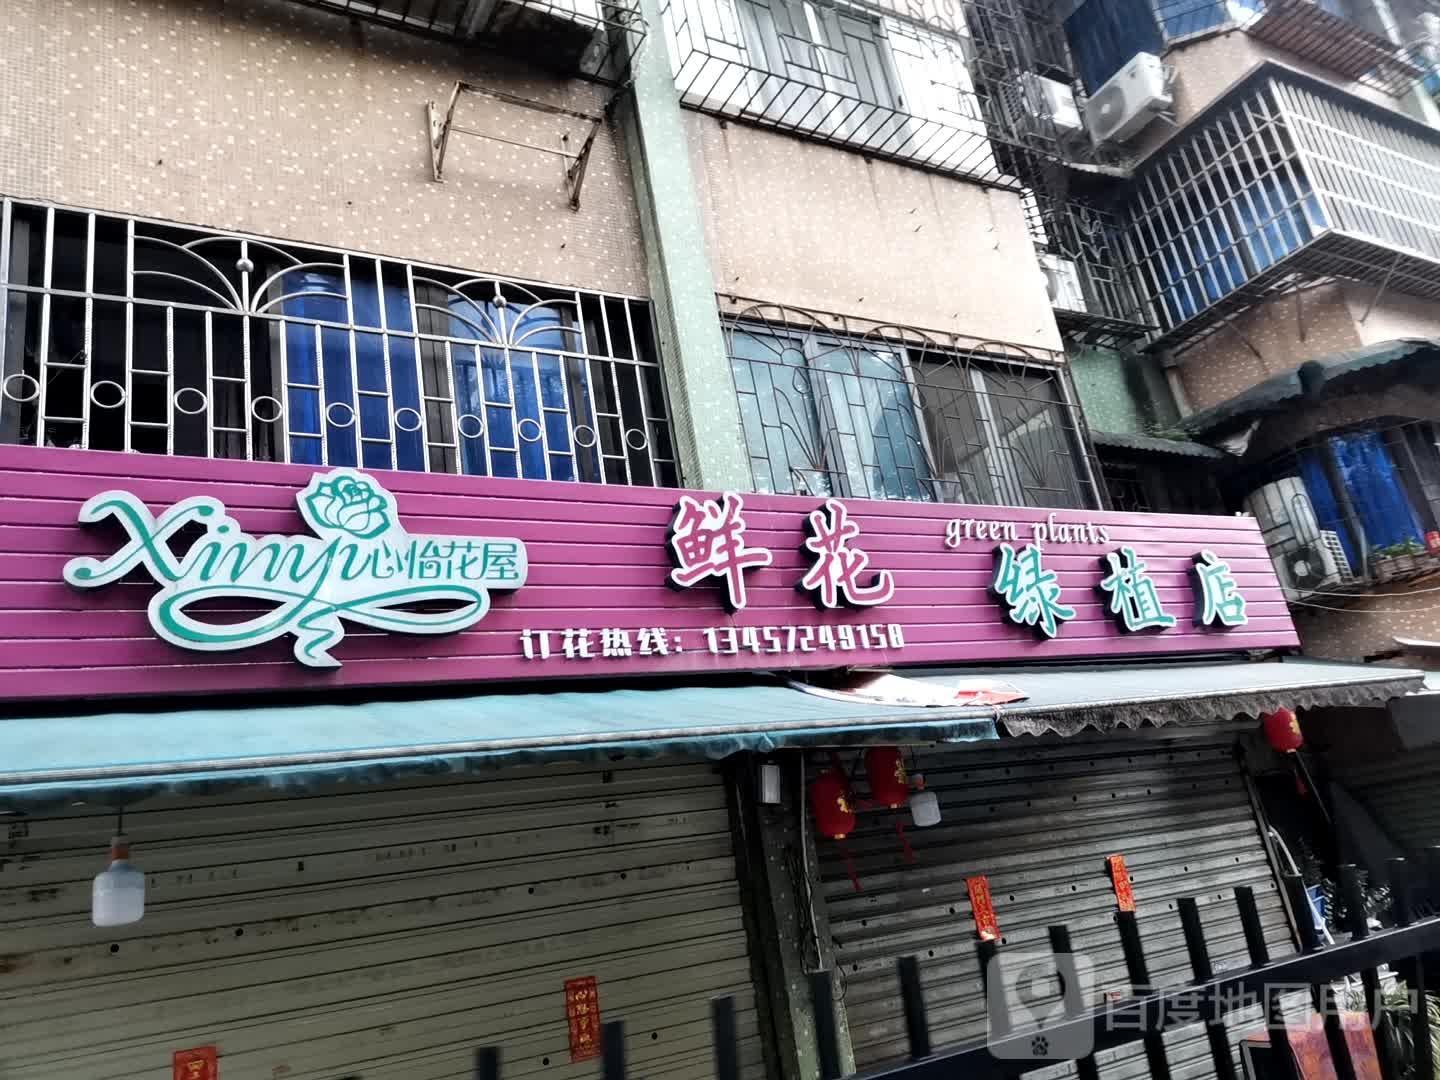 Xinyi心怡花屋
鲜花
green plants
绿植店
订花热线：13457249158
百度地图用户